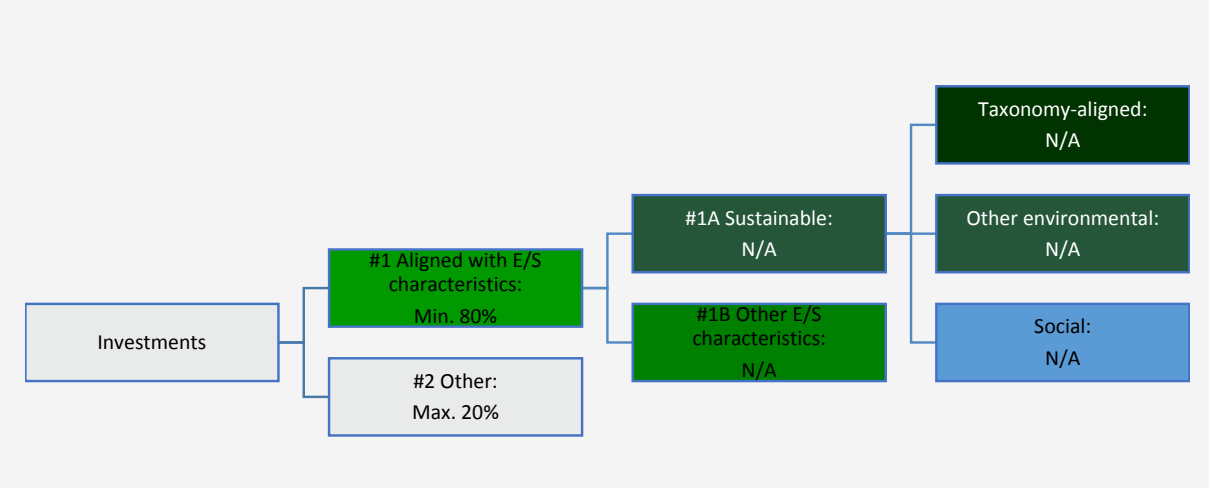 Investments
#1 Aligned with E/S
characteristics:
Min. 80%
#2 Other:
Max. 20%
#1A Sustainable:
N/A
#1B Other E/S
characteristics:
N/A
Taxonomy-aligned:
N/A
Other environmental:
N/A
Social:
N/A